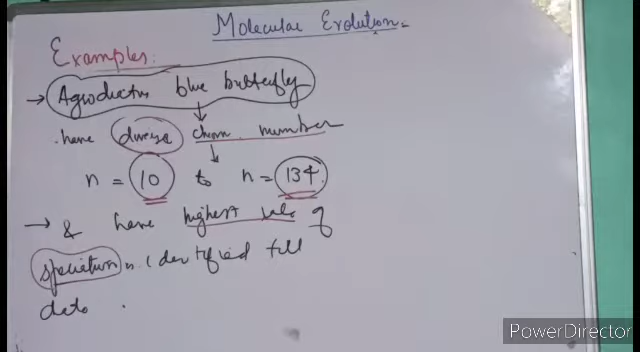 Molecular Evolution
Examples:
→ Agrodiaetus blue butterfly
have diverse chrom. number
n = 10 to n = 134
→ & have highest rate of
speciation identified till
date.
PowerDirector